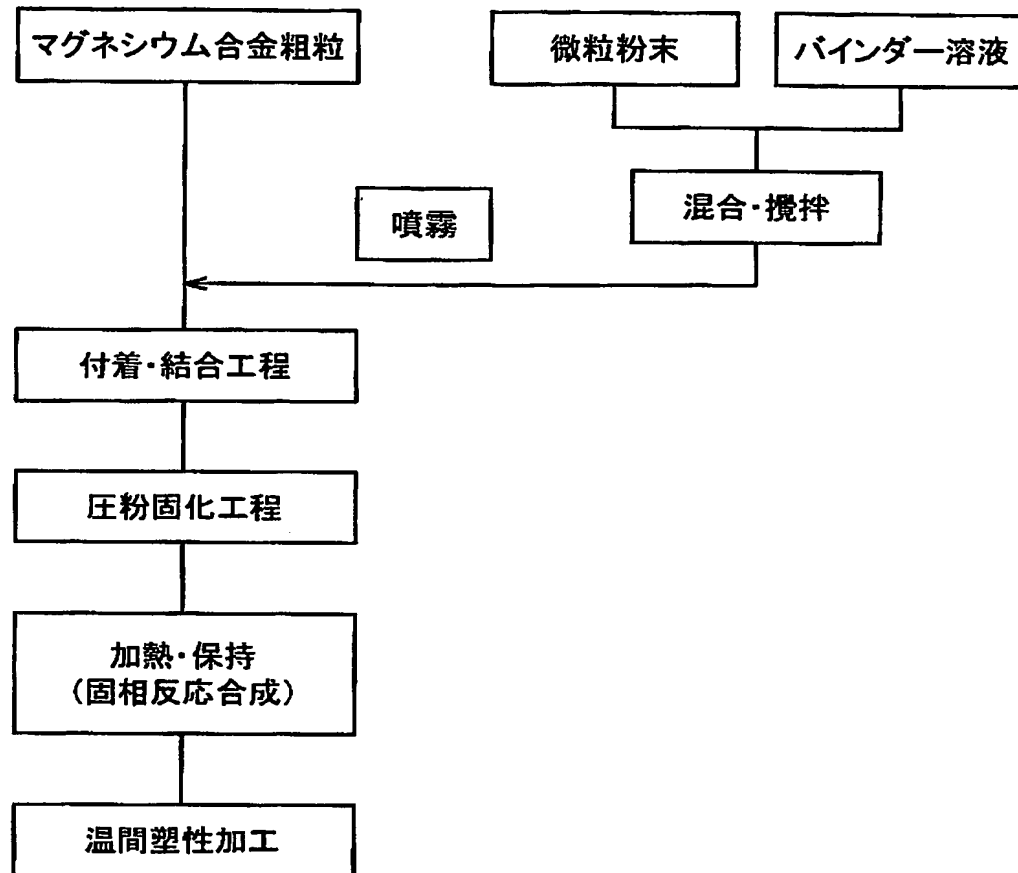 マグネシウム合金粗粒
微粒粉末
バインダー溶液
混合・攪拌
噴霧
付着・結合工程
圧粉固化工程
加熱・保持
(固相反応合成)
温間塑性加工